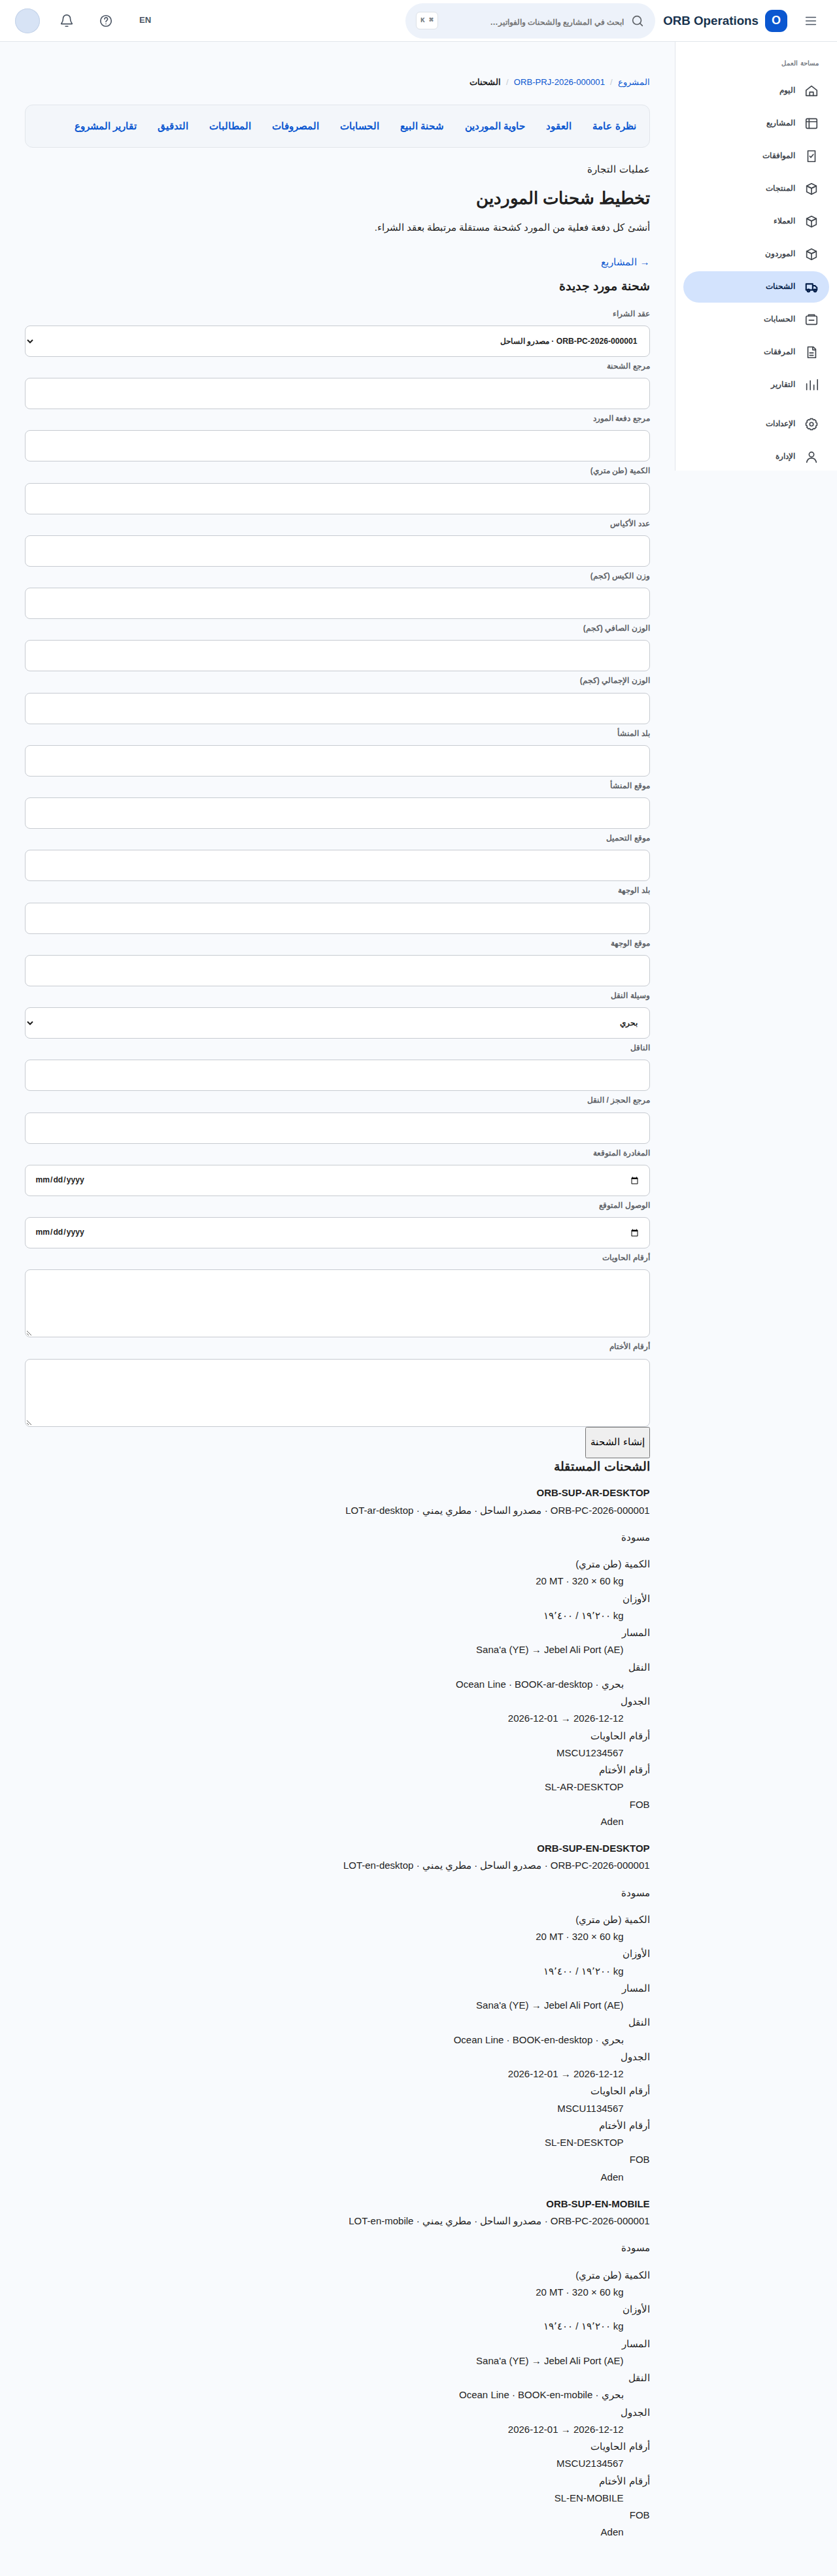 ORB Operations
O
ابحث في المشاريع والشحنات والفواتير...
⌘ K
EN
مساحة العمل
اليوم
المشاريع
الموافقات
المنتجات
العملاء
الموردون
الشحنات
الحسابات
المرفقات
التقارير
الإعدادات
الإدارة
المشروع / ORB-PRJ-2026-000001 / الشحنات
نظرة عامة
العقود
حاوية الموردين
شحنة البيع
الحسابات
المصروفات
المطالبات
التدقيق
تقارير المشروع
عمليات التجارة
تخطيط شحنات الموردين
أنشئ كل دفعة فعلية من المورد كشحنة مستقلة مرتبطة بعقد الشراء.
→ المشاريع
شحنة مورد جديدة
عقد الشراء
ORB-PC-2026-000001 · مصدرو الساحل
مرجع الشحنة
مرجع دفعة المورد
الكمية (طن متري)
عدد الأكياس
وزن الكيس (كجم)
الوزن الصافي (كجم)
الوزن الإجمالي (كجم)
بلد المنشأ
موقع المنشأ
موقع التحميل
بلد الوجهة
موقع الوجهة
وسيلة النقل
بحري
الناقل
مرجع الحجز / النقل
المغادرة المتوقعة
mm/dd/yyyy
الوصول المتوقع
mm/dd/yyyy
أرقام الحاويات
أرقام الأختام
إنشاء الشحنة
الشحنات المستقلة
ORB-SUP-AR-DESKTOP
ORB-PC-2026-000001 · مصدرو الساحل · مطري يمني · LOT-ar-desktop
مسودة
الكمية (طن متري)
20 MT · 320 × 60 kg
الأوزان
١٩٬٢٠٠ / ١٩٬٤٠٠ kg
المسار
Sana'a (YE) → Jebel Ali Port (AE)
النقل
بحري · Ocean Line · BOOK-ar-desktop
الجدول
2026-12-01 → 2026-12-12
أرقام الحاويات
MSCU1234567
أرقام الأختام
SL-AR-DESKTOP
FOB
Aden
ORB-SUP-EN-DESKTOP
ORB-PC-2026-000001 · مصدرو الساحل · مطري يمني · LOT-en-desktop
مسودة
الكمية (طن متري)
20 MT · 320 × 60 kg
الأوزان
١٩٬٢٠٠ / ١٩٬٤٠٠ kg
المسار
Sana'a (YE) → Jebel Ali Port (AE)
النقل
بحري · Ocean Line · BOOK-en-desktop
الجدول
2026-12-01 → 2026-12-12
أرقام الحاويات
MSCU1134567
أرقام الأختام
SL-EN-DESKTOP
FOB
Aden
ORB-SUP-EN-MOBILE
ORB-PC-2026-000001 · مصدرو الساحل · مطري يمني · LOT-en-mobile
مسودة
الكمية (طن متري)
20 MT · 320 × 60 kg
الأوزان
١٩٬٢٠٠ / ١٩٬٤٠٠ kg
المسار
Sana'a (YE) → Jebel Ali Port (AE)
النقل
بحري · Ocean Line · BOOK-en-mobile
الجدول
2026-12-01 → 2026-12-12
أرقام الحاويات
MSCU2134567
أرقام الأختام
SL-EN-MOBILE
FOB
Aden